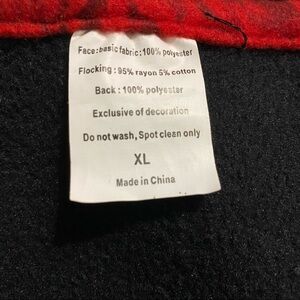 Face:basic fabric:100% polyester
Flocking:95% rayon 5% cotton
Back:100% polyester
Exclusive of decoration
Do not wash, Spot clean only
XL
Made in China